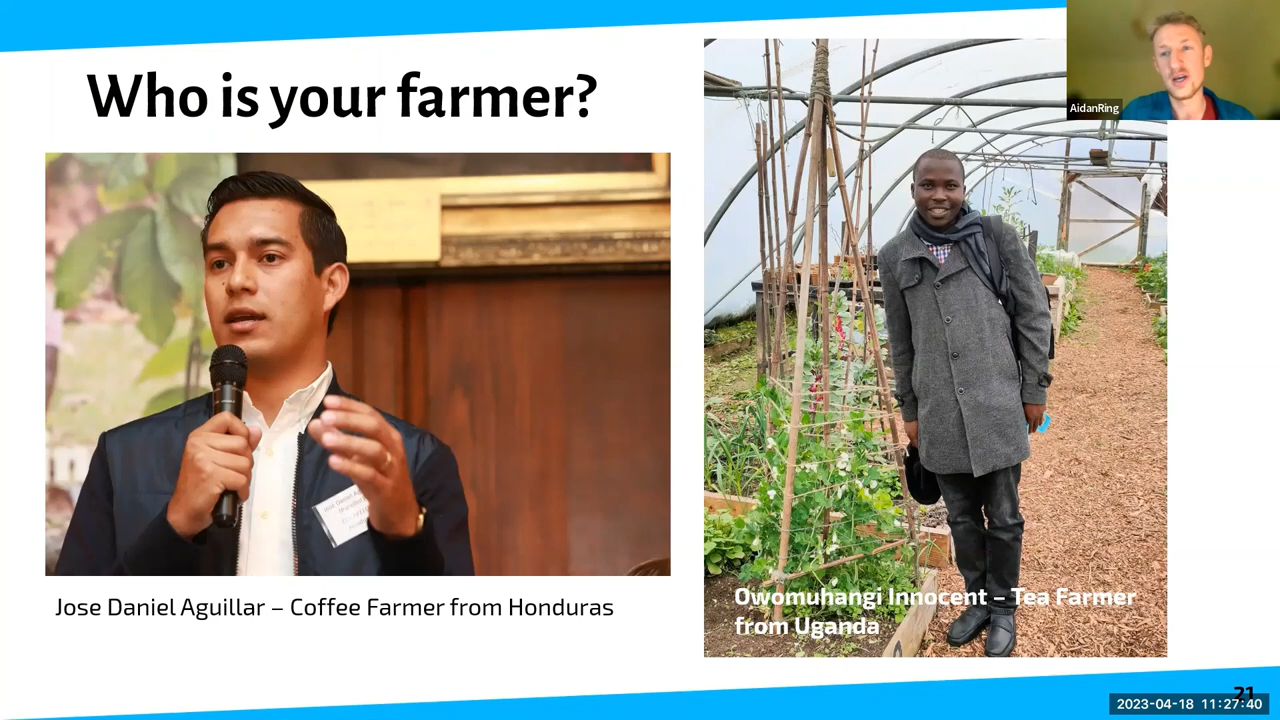 Who is your farmer?
AidanRing
Jose Daniel Aguillar – Coffee Farmer from Honduras
Owomuhangi Innocent – Tea Farmer
from Uganda
21
2023-04-18 11:27:40